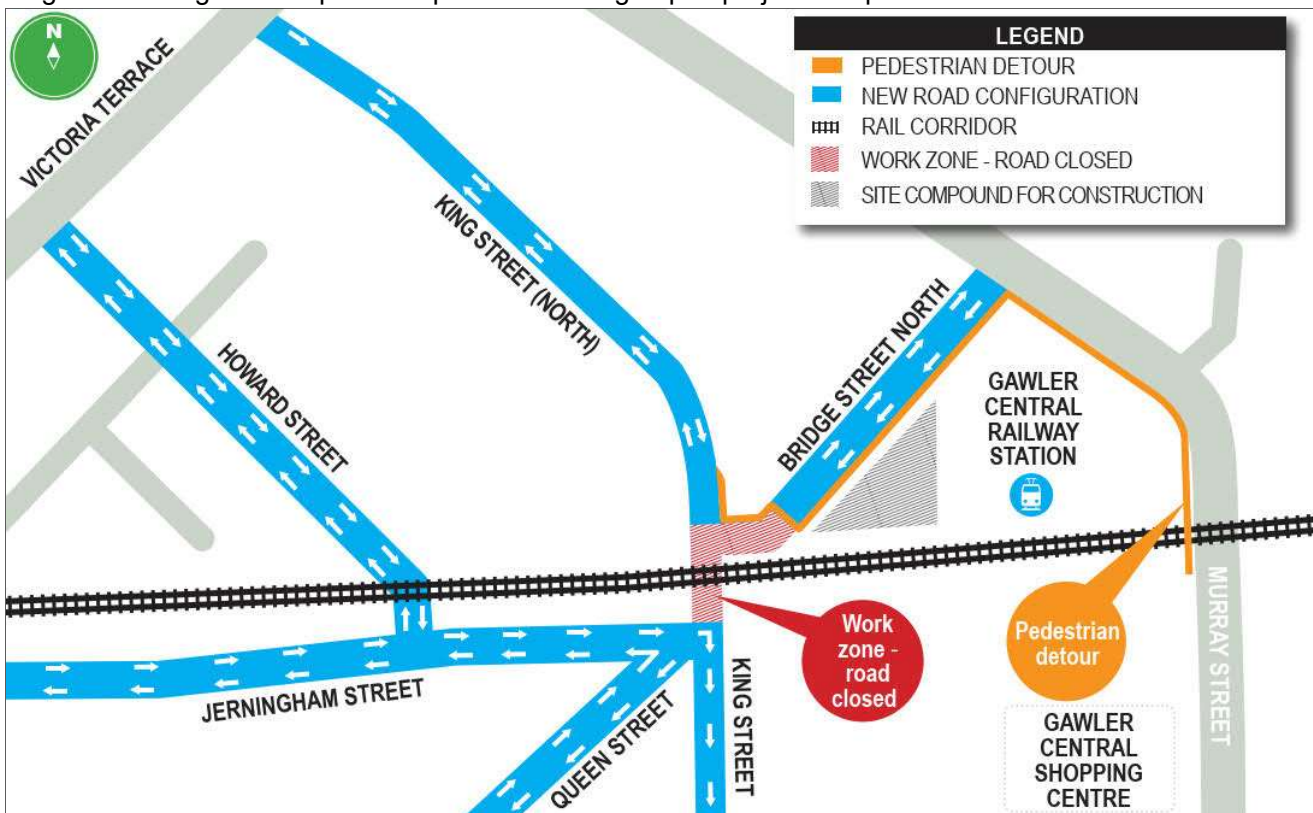 N
VICTORIA TERRACE
LEGEND
PEDESTRIAN DETOUR
NEW ROAD CONFIGURATION
RAIL CORRIDOR
WORK ZONE - ROAD CLOSED
SITE COMPOUND FOR CONSTRUCTION
KING STREET (NORTH)
HOWARD STREET
BRIDGE STREET NORTH
GAWLER
CENTRAL
RAILWAY
STATION
MURRAY STREET
Work
zone -
road
closed
Pedestrian
detour
JERNINGHAM STREET
QUEEN STREET
KING STREET
GAWLER
CENTRAL
SHOPPING
CENTRE